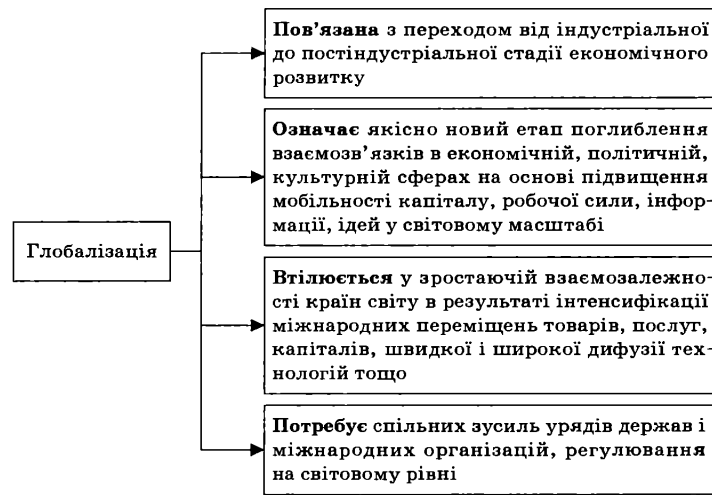 Пов’язана з переходом від індустріальної
до постіндустріальної стадії економічного
розвитку
Означає якісно новий етап поглиблення
взаємозв’язків в економічній, політичній,
культурній сферах на основі підвищення
мобільності капіталу, робочої сили, інфор-
мації, ідей у світовому масштабі
Глобалізація
Втілюється у зростаючій взаємозалежно-
сті країн світу в результаті інтенсифікації
міжнародних переміщень товарів, послуг,
капіталів, швидкої і широкої дифузії тех-
нологій тощо
Потребує спільних зусиль урядів держав і
міжнародних організацій, регулювання
на світовому рівні